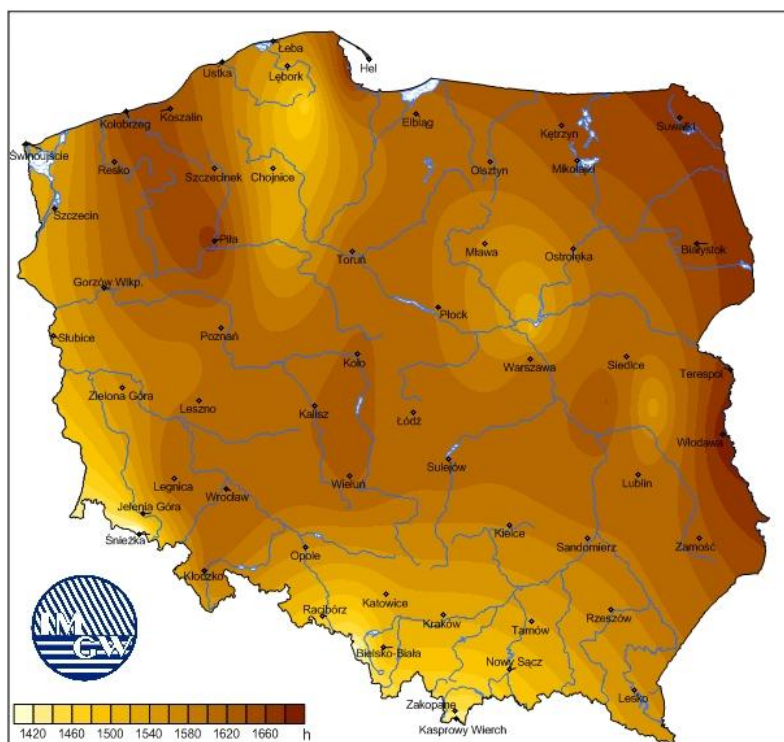 Łeba
Hel
Ustka
Lębork
Kołobrzeg
Koszalin
Elbląg
Kętrzyn
Suwałki
Świnoujście
Resko
Szczecinek
Chojnice
Olsztyn
Mikołajki
Szczecin
Piła
Toruń
Mława
Ostrołęka
Białystok
Gorzów Wlkp.
Płock
Słubice
Poznań
Koło
Warszawa
Siedlce
Terespol
Zielona Góra
Leszno
Kalisz
Łódź
Włodawa
Sulejów
Legnica
Wrocław
Wieluń
Lublin
Jelenia Góra
Śnieżka
Opole
Kielce
Sandomierz
Zamość
Kłodzko
Racibórz
Katowice
Kraków
Tarnów
Rzeszów
Bielsko-Biała
Nowy Sącz
Lesko
Zakopane
Kasprowy Wierch
IM
GW
1420 1460 1500 1540 1580 1620 1660 h